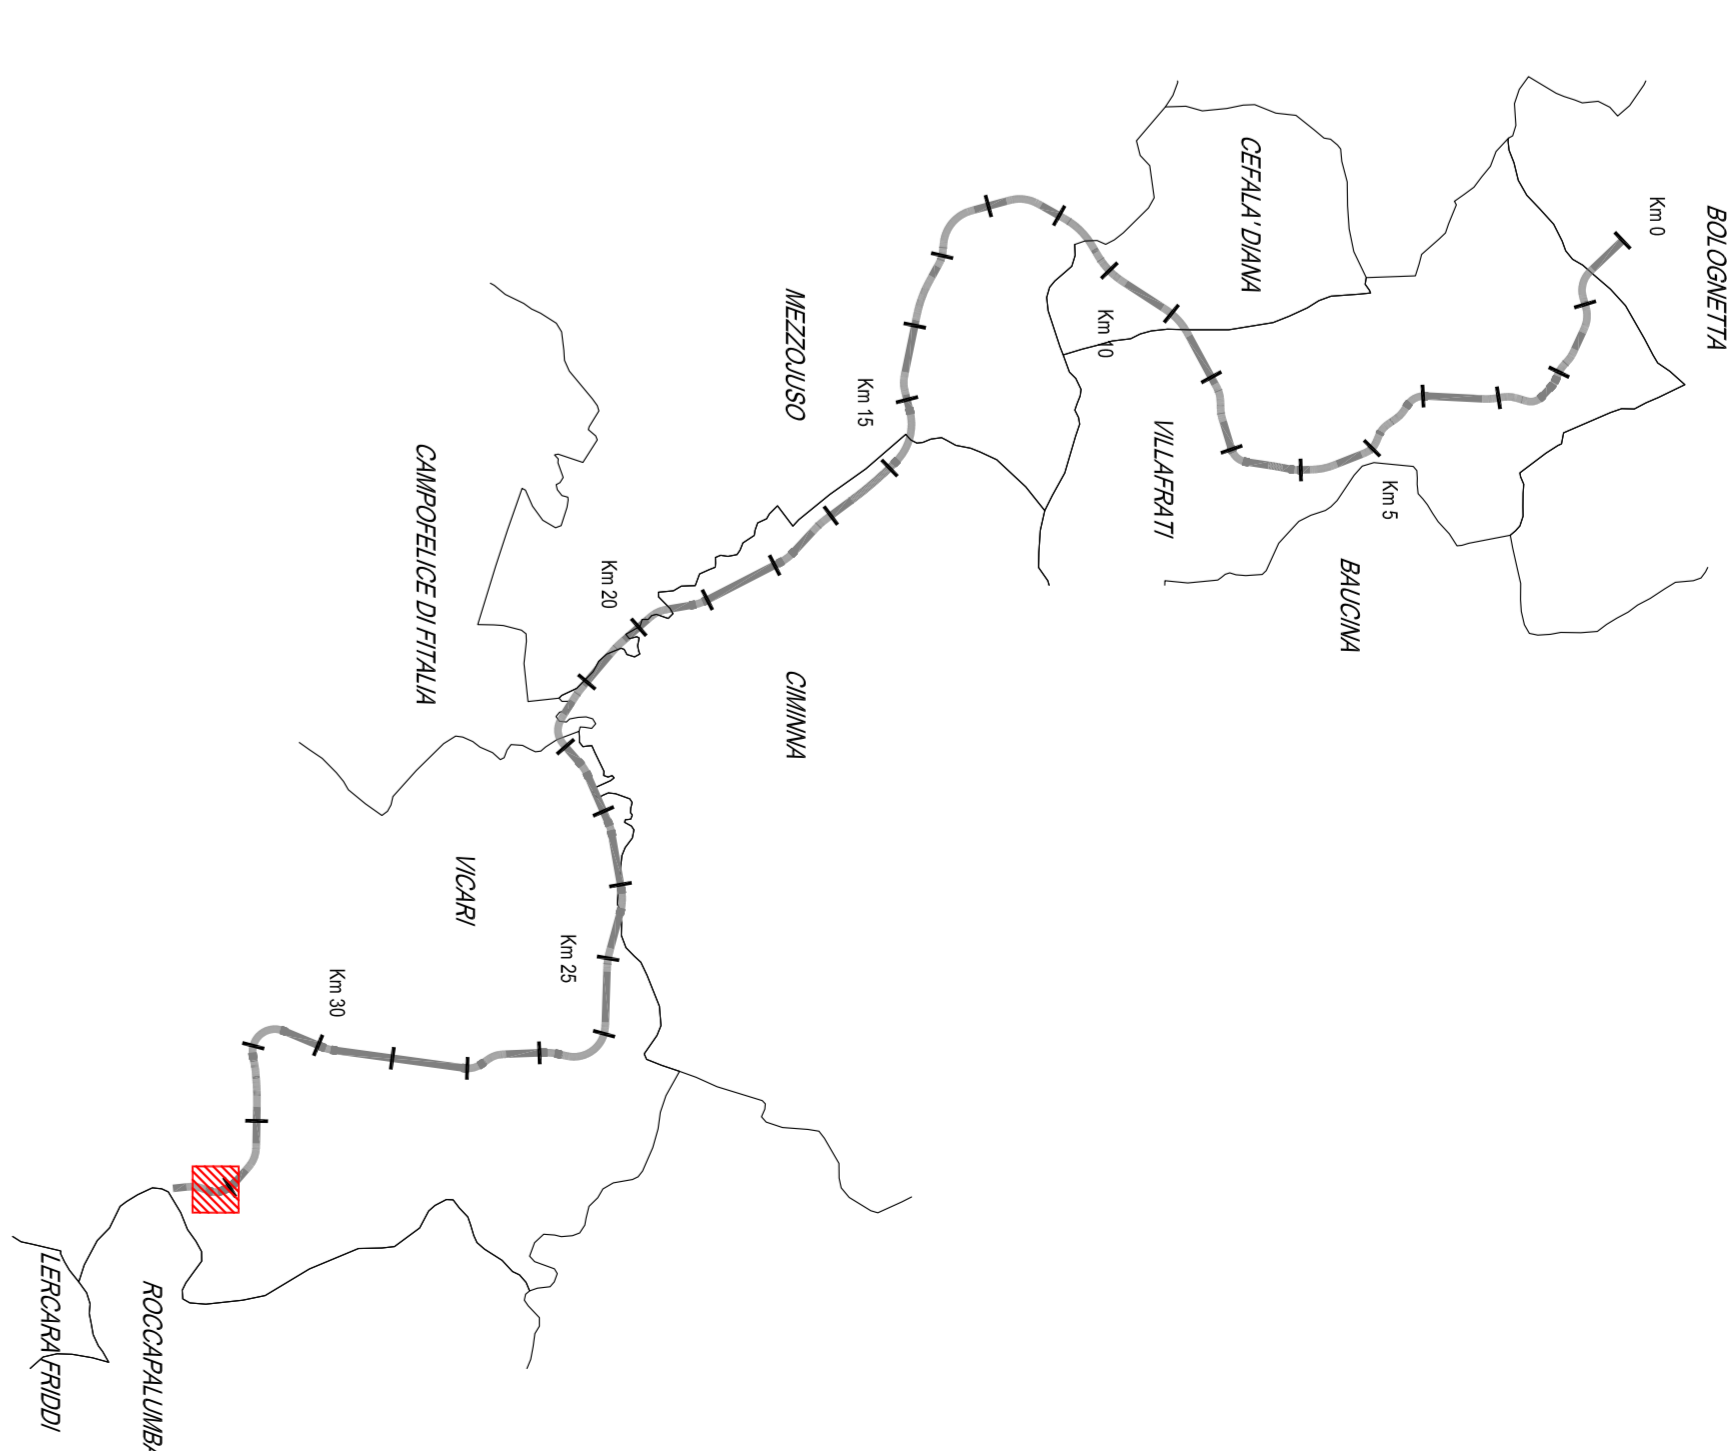 BOLOGNETTA
Km 0
CEFALA' DIANA
Km 10
VILLAFRATI
Km 5
BAUCINA
MEZZOJUSO
Km 15
CAMPOFELICE DI FITALIA
Km 20
CIMINNA
VICARI
Km 25
Km 30
ROCCAPALUMBA
LERCARA FRIDDI